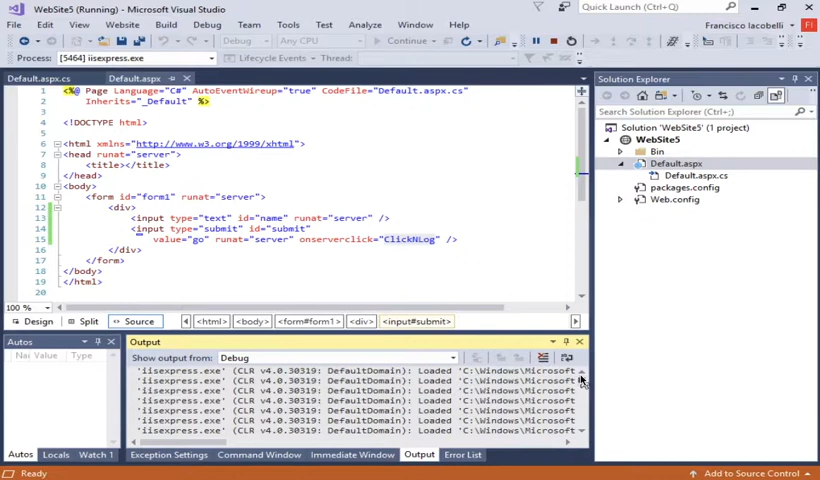 WebSite5 (Running) - Microsoft Visual Studio
Quick Launch (Ctrl+Q)
File Edit View Website Build Debug Team Tools Test Analyze Window Help
Francisco Iacobelli FI
Debug Any CPU Continue
Process: [5464] iisexpress.exe Lifecycle Events Thread: Stack Frame:
Default.aspx.cs Default.aspx
1 <%@ Page Language="C#" AutoEventWireup="true" CodeFile="Default.aspx.cs"
2 Inherits="_Default" %>
3
4 <!DOCTYPE html>
5
6 <html xmlns="http://www.w3.org/1999/xhtml">
7 <head runat="server">
8 <title></title>
9 </head>
10 <body>
11 <form id="form1" runat="server">
12 <div>
13 <input type="text" id="name" runat="server" />
14 <input type="submit" id="submit"
15 value="go" runat="server" onserverclick="ClickNLog" />
16 </div>
17 </form>
18 </body>
19 </html>
20
100 %
Design Split Source <html> <body> <form#form1> <div> <input#submit>
Solution Explorer
Search Solution Explorer (Ctrl+;)
Solution 'WebSite5' (1 project)
WebSite5
Bin
Default.aspx
Default.aspx.cs
packages.config
Web.config
Autos
Value Type
Autos Locals Watch 1
Output
Show output from: Debug
'iisexpress.exe' (CLR v4.0.30319: DefaultDomain): Loaded 'C:\Windows\Microsoft
'iisexpress.exe' (CLR v4.0.30319: DefaultDomain): Loaded 'C:\Windows\Microsoft
'iisexpress.exe' (CLR v4.0.30319: DefaultDomain): Loaded 'C:\Windows\Microsoft
'iisexpress.exe' (CLR v4.0.30319: DefaultDomain): Loaded 'C:\Windows\Microsoft
'iisexpress.exe' (CLR v4.0.30319: DefaultDomain): Loaded 'C:\Windows\Microsoft
'iisexpress.exe' (CLR v4.0.30319: DefaultDomain): Loaded 'C:\Windows\Microsoft
'iisexpress.exe' (CLR v4.0.30319: DefaultDomain): Loaded 'C:\Windows\Microsoft
Exception Settings Command Window Immediate Window Output Error List
Ready
Add to Source Control